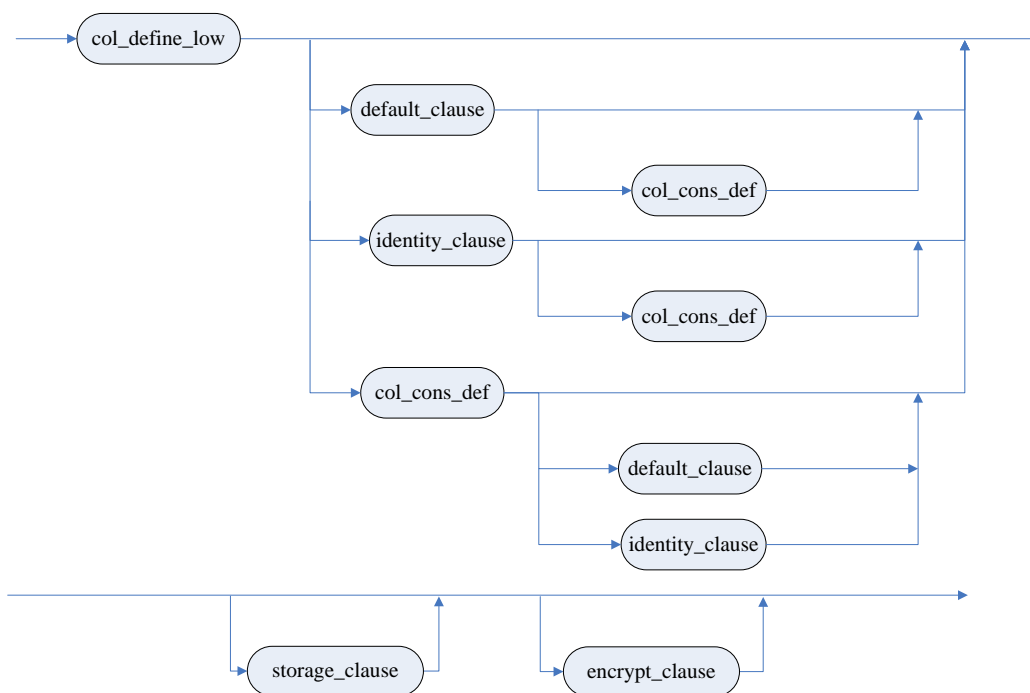 col_define_low
default_clause
col_cons_def
identity_clause
col_cons_def
col_cons_def
default_clause
identity_clause
storage_clause
encrypt_clause